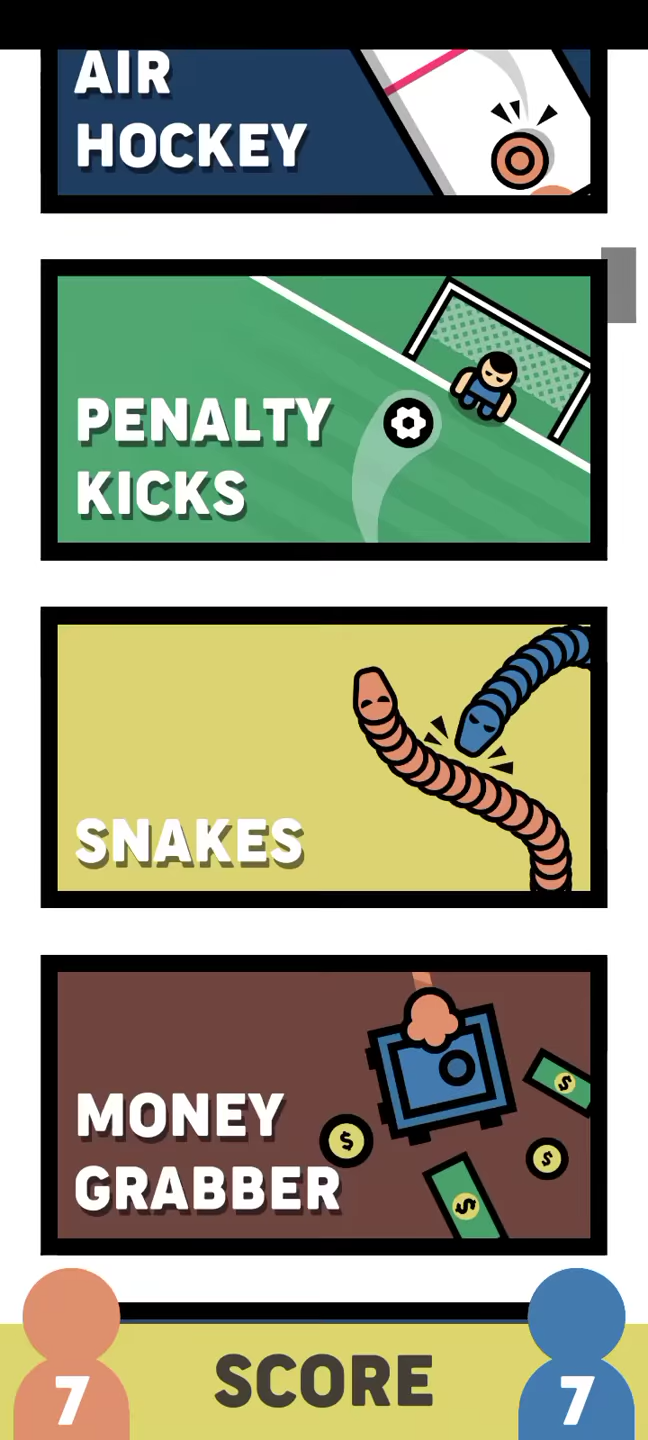 AIR
HOCKEY
PENALTY
KICKS
SNAKES
MONEY
GRABBER
$
$
$
$
SCORE
7
7